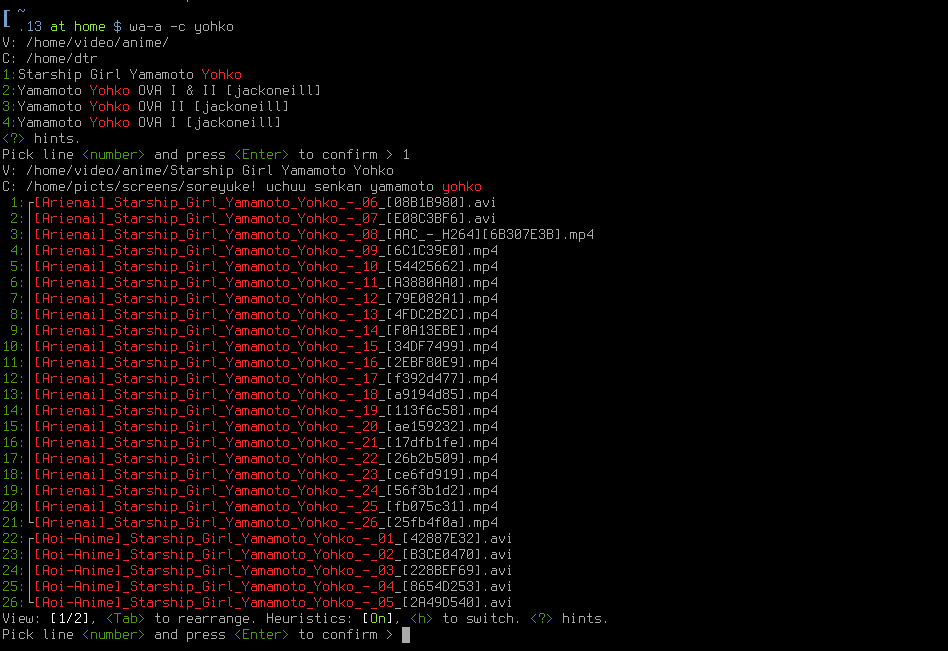 [ ~
.13 at home $ wa-a -c yohko
V: /home/video/anime/
C: /home/dtr
1:Starship Girl Yamamoto Yohko
2:Yamamoto Yohko OVA I & II [jackoneill]
3:Yamamoto Yohko OVA II [jackoneill]
4:Yamamoto Yohko OVA I [jackoneill]
<?> hints.
Pick line <number> and press <Enter> to confirm > 1
V: /home/video/anime/Starship Girl Yamamoto Yohko
C: /home/picts/screens/soreyuke! uchuu senkan yamamoto yohko
1:[Arienai]_Starship_Girl_Yamamoto_Yohko_-_06_[08B1B980].avi
2:[Arienai]_Starship_Girl_Yamamoto_Yohko_-_07_[E08C3BF6].avi
3:[Arienai]_Starship_Girl_Yamamoto_Yohko_-_08_[AAC_-_H264][6B307E3B].mp4
4:[Arienai]_Starship_Girl_Yamamoto_Yohko_-_09_[6C1C39E0].mp4
5:[Arienai]_Starship_Girl_Yamamoto_Yohko_-_10_[54425662].mp4
6:[Arienai]_Starship_Girl_Yamamoto_Yohko_-_11_[A3880AA0].mp4
7:[Arienai]_Starship_Girl_Yamamoto_Yohko_-_12_[79E082A1].mp4
8:[Arienai]_Starship_Girl_Yamamoto_Yohko_-_13_[4FDC2B2C].mp4
9:[Arienai]_Starship_Girl_Yamamoto_Yohko_-_14_[F0A13EBE].mp4
10:[Arienai]_Starship_Girl_Yamamoto_Yohko_-_15_[34DF7499].mp4
11:[Arienai]_Starship_Girl_Yamamoto_Yohko_-_16_[2EBF80E9].mp4
12:[Arienai]_Starship_Girl_Yamamoto_Yohko_-_17_[f392d477].mp4
13:[Arienai]_Starship_Girl_Yamamoto_Yohko_-_18_[a9194d85].mp4
14:[Arienai]_Starship_Girl_Yamamoto_Yohko_-_19_[113f6c58].mp4
15:[Arienai]_Starship_Girl_Yamamoto_Yohko_-_20_[ae159232].mp4
16:[Arienai]_Starship_Girl_Yamamoto_Yohko_-_21_[17dfb1fe].mp4
17:[Arienai]_Starship_Girl_Yamamoto_Yohko_-_22_[26b2b509].mp4
18:[Arienai]_Starship_Girl_Yamamoto_Yohko_-_23_[ce6fd919].mp4
19:[Arienai]_Starship_Girl_Yamamoto_Yohko_-_24_[56f3b1d2].mp4
20:[Arienai]_Starship_Girl_Yamamoto_Yohko_-_25_[fb075c31].mp4
21:[Arienai]_Starship_Girl_Yamamoto_Yohko_-_26_[25fb4f0a].mp4
22:[Aoi-Anime]_Starship_Girl_Yamamoto_Yohko_-_01_[42887E32].avi
23:[Aoi-Anime]_Starship_Girl_Yamamoto_Yohko_-_02_[B3CE0470].avi
24:[Aoi-Anime]_Starship_Girl_Yamamoto_Yohko_-_03_[228BEF69].avi
25:[Aoi-Anime]_Starship_Girl_Yamamoto_Yohko_-_04_[8654D253].avi
26:[Aoi-Anime]_Starship_Girl_Yamamoto_Yohko_-_05_[2A49D540].avi
View: [1/2], <Tab> to rearrange. Heuristics: [On], <h> to switch. <?> hints.
Pick line <number> and press <Enter> to confirm >